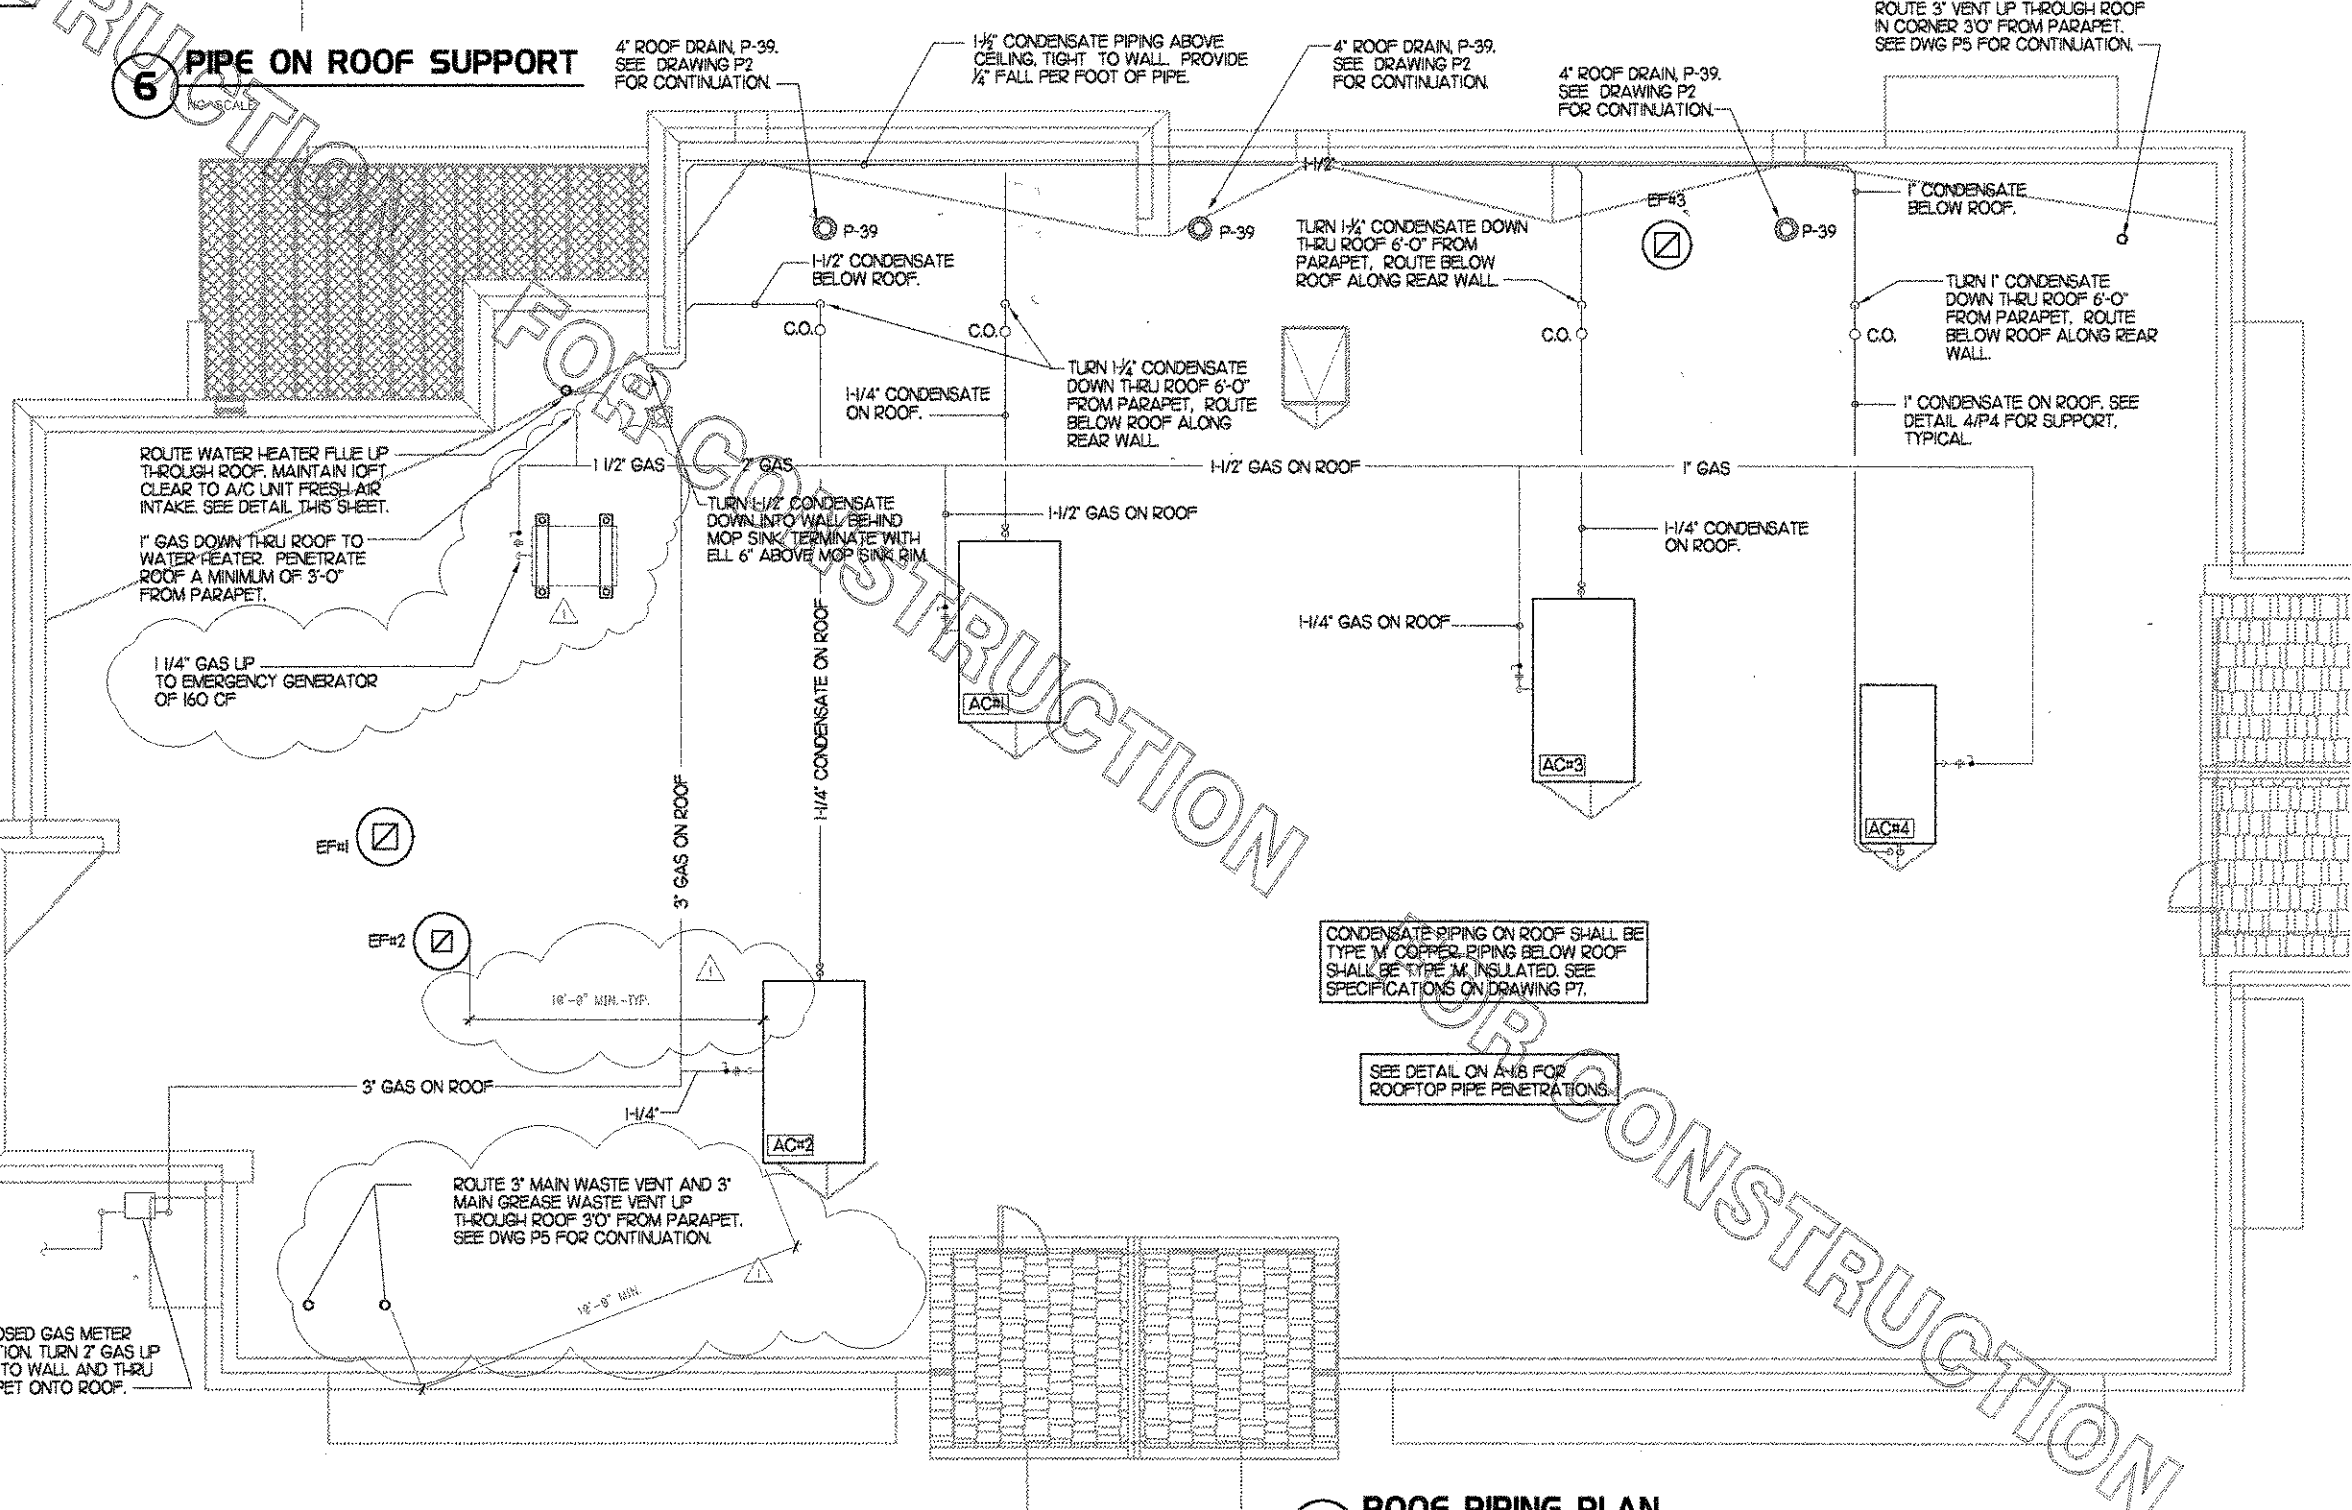 6 PIPE ON ROOF SUPPORT
NO SCALE
4" ROOF DRAIN, P-39.
SEE DRAWING P2
FOR CONTINUATION.
1-½" CONDENSATE PIPING ABOVE
CEILING, TIGHT TO WALL. PROVIDE
¼" FALL PER FOOT OF PIPE.
4" ROOF DRAIN, P-39.
SEE DRAWING P2
FOR CONTINUATION.
4" ROOF DRAIN, P-39.
SEE DRAWING P2
FOR CONTINUATION.
ROUTE 3" VENT UP THROUGH ROOF
IN CORNER 3'0" FROM PARAPET.
SEE DWG P5 FOR CONTINUATION.
1-1/2"
P-39
P-39
P-39
EF#3
1" CONDENSATE
BELOW ROOF.
1-1/2" CONDENSATE
BELOW ROOF.
TURN 1-¼" CONDENSATE DOWN
THRU ROOF 6'-0" FROM
PARAPET, ROUTE BELOW
ROOF ALONG REAR WALL.
TURN 1" CONDENSATE
DOWN THRU ROOF 6'-0"
FROM PARAPET, ROUTE
BELOW ROOF ALONG REAR
WALL.
C.O.
C.O.
C.O.
C.O.
TURN 1-¼" CONDENSATE
DOWN THRU ROOF 6'-0"
FROM PARAPET, ROUTE
BELOW ROOF ALONG
REAR WALL.
1-1/4" CONDENSATE
ON ROOF.
1" CONDENSATE ON ROOF. SEE
DETAIL 4/P4 FOR SUPPORT,
TYPICAL.
ROUTE WATER HEATER FLUE UP
THROUGH ROOF. MAINTAIN 10FT
CLEAR TO A/C UNIT FRESH AIR
INTAKE. SEE DETAIL THIS SHEET.
1 1/2" GAS
2" GAS
1-1/2" GAS ON ROOF
1" GAS
TURN 1-1/2" CONDENSATE
DOWN INTO WALL BEHIND
MOP SINK, TERMINATE WITH
ELL 6" ABOVE MOP SINK RIM.
1-1/2" GAS ON ROOF
1-1/4" CONDENSATE
ON ROOF.
1" GAS DOWN THRU ROOF TO
WATER HEATER. PENETRATE
ROOF A MINIMUM OF 3'-0"
FROM PARAPET.
1
1-1/4" GAS ON ROOF
1 1/4" GAS UP
TO EMERGENCY GENERATOR
OF 160 CF
1-1/4" CONDENSATE ON ROOF
3" GAS ON ROOF
AC#1
AC#3
AC#4
EF#1
EF#2
1
10'-0" MIN.-TYP.
CONDENSATE PIPING ON ROOF SHALL BE
TYPE 'M' COPPER. PIPING BELOW ROOF
SHALL BE TYPE 'M' INSULATED. SEE
SPECIFICATIONS ON DRAWING P7.
SEE DETAIL ON A-1.8 FOR
ROOFTOP PIPE PENETRATIONS.
3" GAS ON ROOF
1-1/4"
AC#2
ROUTE 3" MAIN WASTE VENT AND 3"
MAIN GREASE WASTE VENT UP
THROUGH ROOF 3'0" FROM PARAPET.
SEE DWG P5 FOR CONTINUATION.
1
10'-0" MIN.
OSED GAS METER
TION. TURN 2" GAS UP
TO WALL AND THRU
PET ONTO ROOF.
ROOF PIPING PLAN
RUCTION
FOR CONSTRUCTION
FOR CONSTRUCTION